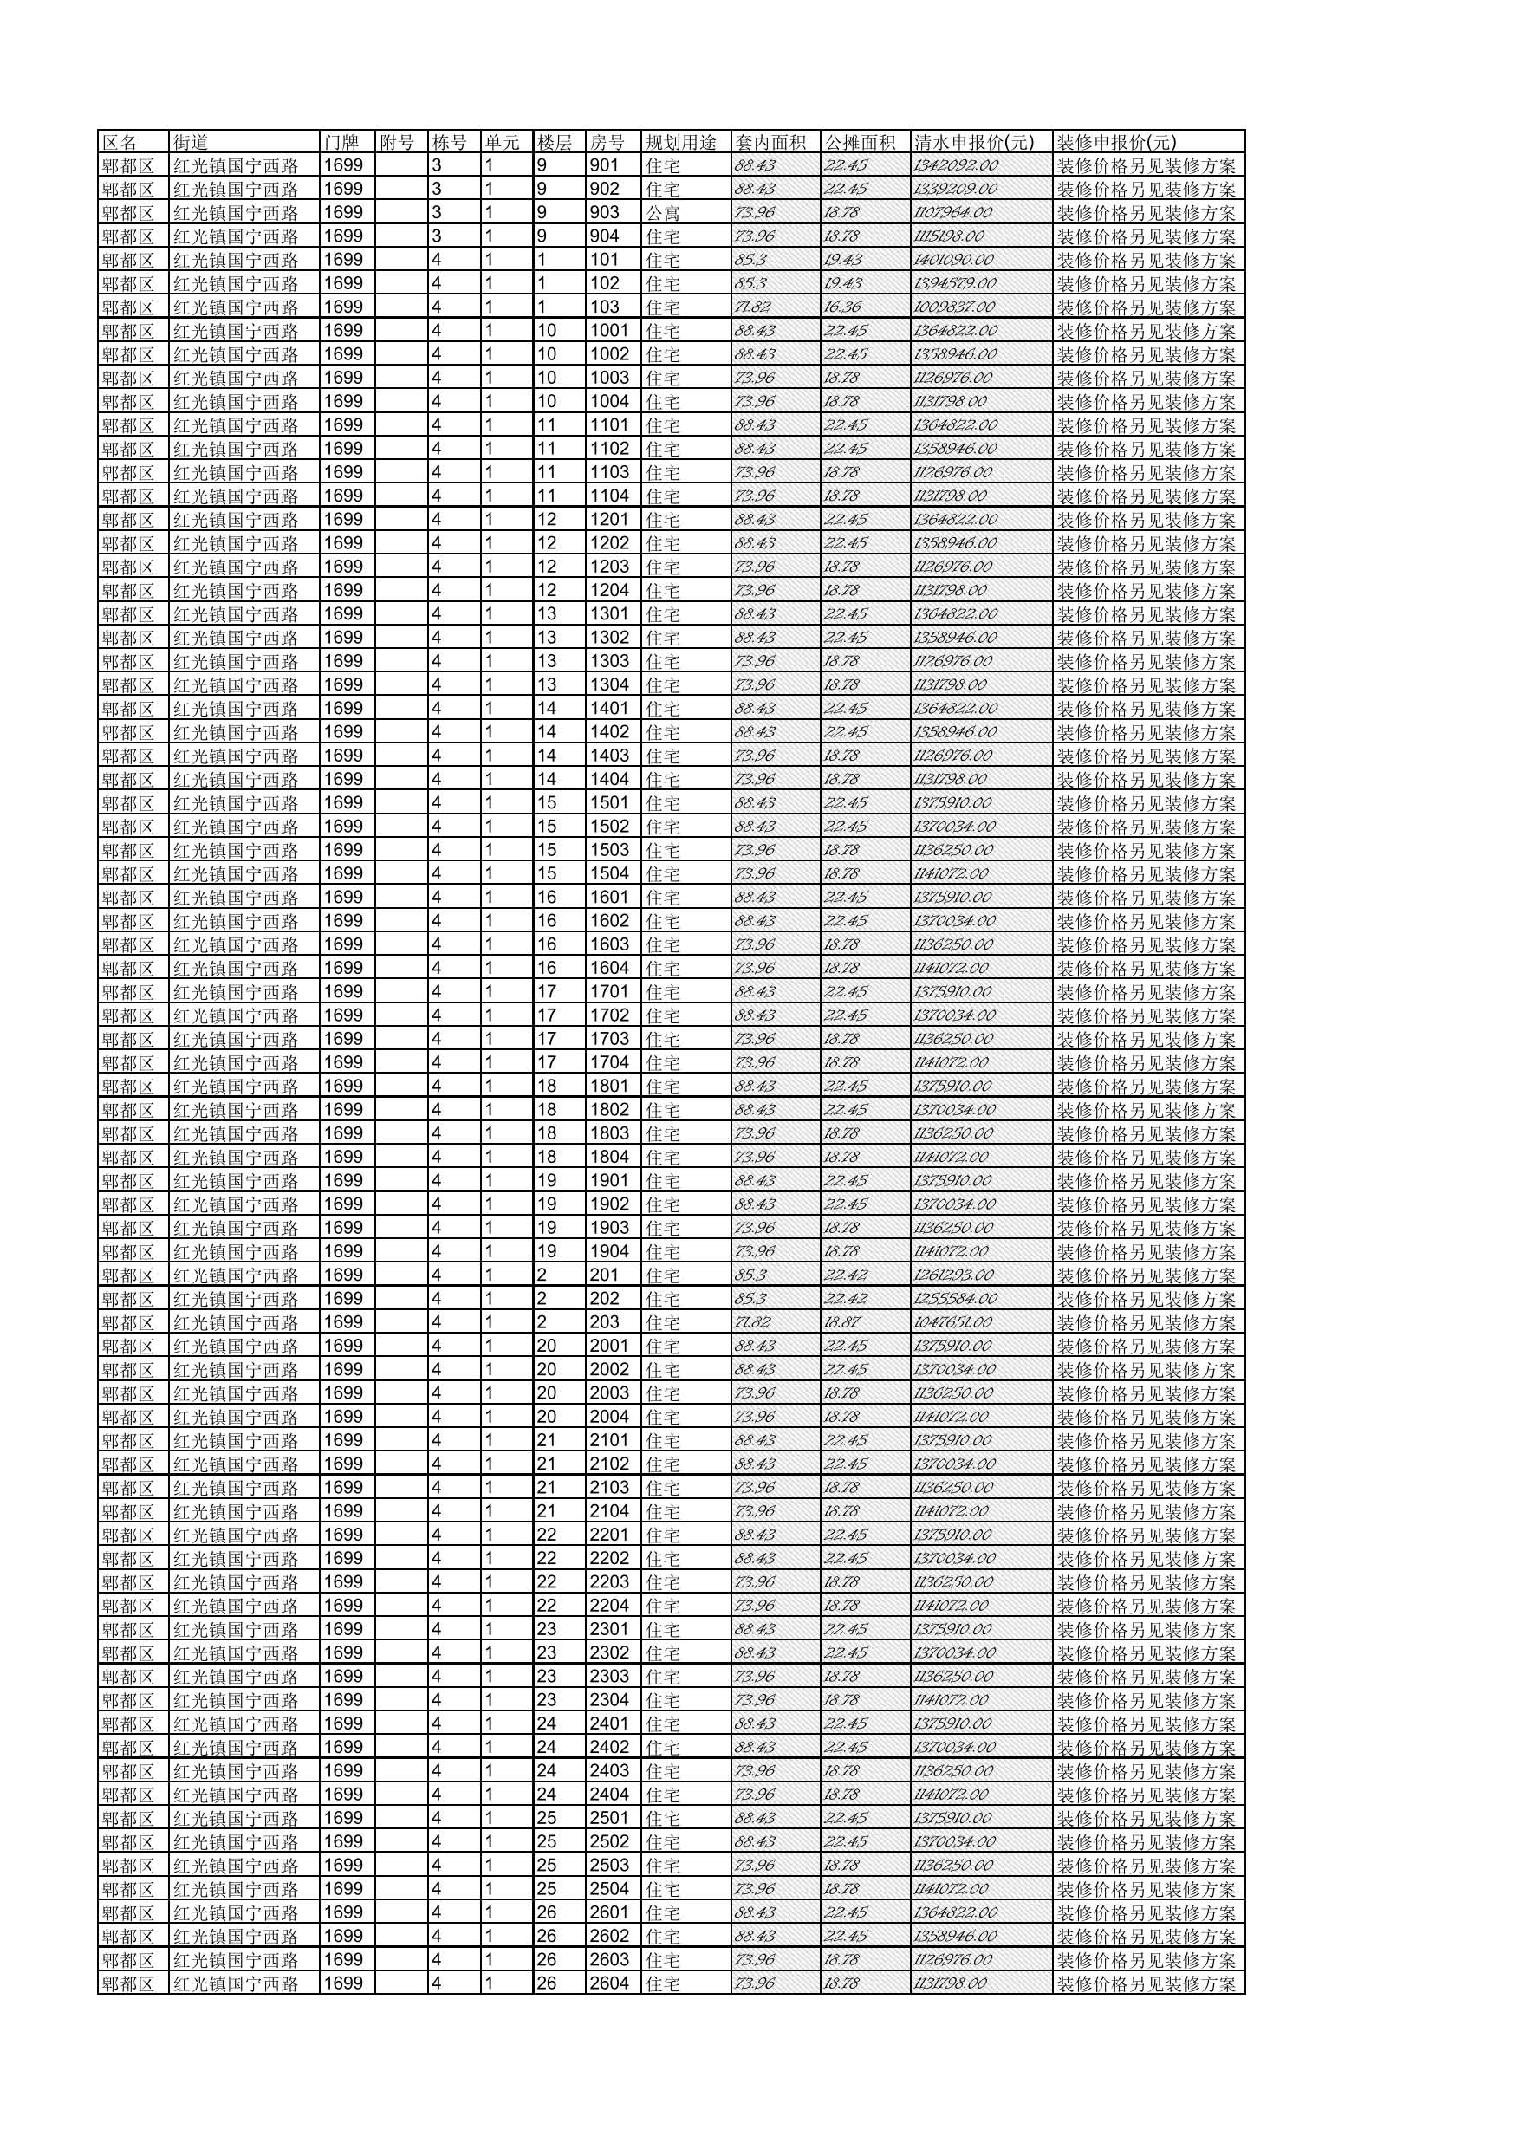 区名 街道 门牌 附号 栋号 单元 楼层 房号 规划用途 套内面积 公摊面积 清水申报价(元) 装修申报价(元)
郫都区 红光镇国宁西路 1699 3 1 9 901 住宅 88.43 22.45 1342092.00 装修价格另见装修方案
郫都区 红光镇国宁西路 1699 3 1 9 902 住宅 88.43 22.45 1339209.00 装修价格另见装修方案
郫都区 红光镇国宁西路 1699 3 1 9 903 公寓 73.96 18.78 1107964.00 装修价格另见装修方案
郫都区 红光镇国宁西路 1699 3 1 9 904 住宅 73.96 18.78 1115198.00 装修价格另见装修方案
郫都区 红光镇国宁西路 1699 4 1 1 101 住宅 85.3 19.43 1401090.00 装修价格另见装修方案
郫都区 红光镇国宁西路 1699 4 1 1 102 住宅 85.3 19.43 1394579.00 装修价格另见装修方案
郫都区 红光镇国宁西路 1699 4 1 1 103 住宅 71.82 16.36 1009837.00 装修价格另见装修方案
郫都区 红光镇国宁西路 1699 4 1 10 1001 住宅 88.43 22.45 1364822.00 装修价格另见装修方案
郫都区 红光镇国宁西路 1699 4 1 10 1002 住宅 88.43 22.45 1358946.00 装修价格另见装修方案
郫都区 红光镇国宁西路 1699 4 1 10 1003 住宅 73.96 18.78 1126976.00 装修价格另见装修方案
郫都区 红光镇国宁西路 1699 4 1 10 1004 住宅 73.96 18.78 1131798.00 装修价格另见装修方案
郫都区 红光镇国宁西路 1699 4 1 11 1101 住宅 88.43 22.45 1364822.00 装修价格另见装修方案
郫都区 红光镇国宁西路 1699 4 1 11 1102 住宅 88.43 22.45 1358946.00 装修价格另见装修方案
郫都区 红光镇国宁西路 1699 4 1 11 1103 住宅 73.96 18.78 1126976.00 装修价格另见装修方案
郫都区 红光镇国宁西路 1699 4 1 11 1104 住宅 73.96 18.78 1131798.00 装修价格另见装修方案
郫都区 红光镇国宁西路 1699 4 1 12 1201 住宅 88.43 22.45 1364822.00 装修价格另见装修方案
郫都区 红光镇国宁西路 1699 4 1 12 1202 住宅 88.43 22.45 1358946.00 装修价格另见装修方案
郫都区 红光镇国宁西路 1699 4 1 12 1203 住宅 73.96 18.78 1126976.00 装修价格另见装修方案
郫都区 红光镇国宁西路 1699 4 1 12 1204 住宅 73.96 18.78 1131798.00 装修价格另见装修方案
郫都区 红光镇国宁西路 1699 4 1 13 1301 住宅 88.43 22.45 1364822.00 装修价格另见装修方案
郫都区 红光镇国宁西路 1699 4 1 13 1302 住宅 88.43 22.45 1358946.00 装修价格另见装修方案
郫都区 红光镇国宁西路 1699 4 1 13 1303 住宅 73.96 18.78 1126976.00 装修价格另见装修方案
郫都区 红光镇国宁西路 1699 4 1 13 1304 住宅 73.96 18.78 1131798.00 装修价格另见装修方案
郫都区 红光镇国宁西路 1699 4 1 14 1401 住宅 88.43 22.45 1364822.00 装修价格另见装修方案
郫都区 红光镇国宁西路 1699 4 1 14 1402 住宅 88.43 22.45 1358946.00 装修价格另见装修方案
郫都区 红光镇国宁西路 1699 4 1 14 1403 住宅 73.96 18.78 1126976.00 装修价格另见装修方案
郫都区 红光镇国宁西路 1699 4 1 14 1404 住宅 73.96 18.78 1131798.00 装修价格另见装修方案
郫都区 红光镇国宁西路 1699 4 1 15 1501 住宅 88.43 22.45 1375910.00 装修价格另见装修方案
郫都区 红光镇国宁西路 1699 4 1 15 1502 住宅 88.43 22.45 1370034.00 装修价格另见装修方案
郫都区 红光镇国宁西路 1699 4 1 15 1503 住宅 73.96 18.78 1136250.00 装修价格另见装修方案
郫都区 红光镇国宁西路 1699 4 1 15 1504 住宅 73.96 18.78 1141072.00 装修价格另见装修方案
郫都区 红光镇国宁西路 1699 4 1 16 1601 住宅 88.43 22.45 1375910.00 装修价格另见装修方案
郫都区 红光镇国宁西路 1699 4 1 16 1602 住宅 88.43 22.45 1370034.00 装修价格另见装修方案
郫都区 红光镇国宁西路 1699 4 1 16 1603 住宅 73.96 18.78 1136250.00 装修价格另见装修方案
郫都区 红光镇国宁西路 1699 4 1 16 1604 住宅 73.96 18.78 1141072.00 装修价格另见装修方案
郫都区 红光镇国宁西路 1699 4 1 17 1701 住宅 88.43 22.45 1375910.00 装修价格另见装修方案
郫都区 红光镇国宁西路 1699 4 1 17 1702 住宅 88.43 22.45 1370034.00 装修价格另见装修方案
郫都区 红光镇国宁西路 1699 4 1 17 1703 住宅 73.96 18.78 1136250.00 装修价格另见装修方案
郫都区 红光镇国宁西路 1699 4 1 17 1704 住宅 73.96 18.78 1141072.00 装修价格另见装修方案
郫都区 红光镇国宁西路 1699 4 1 18 1801 住宅 88.43 22.45 1375910.00 装修价格另见装修方案
郫都区 红光镇国宁西路 1699 4 1 18 1802 住宅 88.43 22.45 1370034.00 装修价格另见装修方案
郫都区 红光镇国宁西路 1699 4 1 18 1803 住宅 73.96 18.78 1136250.00 装修价格另见装修方案
郫都区 红光镇国宁西路 1699 4 1 18 1804 住宅 73.96 18.78 1141072.00 装修价格另见装修方案
郫都区 红光镇国宁西路 1699 4 1 19 1901 住宅 88.43 22.45 1375910.00 装修价格另见装修方案
郫都区 红光镇国宁西路 1699 4 1 19 1902 住宅 88.43 22.45 1370034.00 装修价格另见装修方案
郫都区 红光镇国宁西路 1699 4 1 19 1903 住宅 73.96 18.78 1136250.00 装修价格另见装修方案
郫都区 红光镇国宁西路 1699 4 1 19 1904 住宅 73.96 18.78 1141072.00 装修价格另见装修方案
郫都区 红光镇国宁西路 1699 4 1 2 201 住宅 85.3 22.42 1261293.00 装修价格另见装修方案
郫都区 红光镇国宁西路 1699 4 1 2 202 住宅 85.3 22.42 1255584.00 装修价格另见装修方案
郫都区 红光镇国宁西路 1699 4 1 2 203 住宅 71.82 18.87 1047651.00 装修价格另见装修方案
郫都区 红光镇国宁西路 1699 4 1 20 2001 住宅 88.43 22.45 1375910.00 装修价格另见装修方案
郫都区 红光镇国宁西路 1699 4 1 20 2002 住宅 88.43 22.45 1370034.00 装修价格另见装修方案
郫都区 红光镇国宁西路 1699 4 1 20 2003 住宅 73.96 18.78 1136250.00 装修价格另见装修方案
郫都区 红光镇国宁西路 1699 4 1 20 2004 住宅 73.96 18.78 1141072.00 装修价格另见装修方案
郫都区 红光镇国宁西路 1699 4 1 21 2101 住宅 88.43 22.45 1375910.00 装修价格另见装修方案
郫都区 红光镇国宁西路 1699 4 1 21 2102 住宅 88.43 22.45 1370034.00 装修价格另见装修方案
郫都区 红光镇国宁西路 1699 4 1 21 2103 住宅 73.96 18.78 1136250.00 装修价格另见装修方案
郫都区 红光镇国宁西路 1699 4 1 21 2104 住宅 73.96 18.78 1141072.00 装修价格另见装修方案
郫都区 红光镇国宁西路 1699 4 1 22 2201 住宅 88.43 22.45 1375910.00 装修价格另见装修方案
郫都区 红光镇国宁西路 1699 4 1 22 2202 住宅 88.43 22.45 1370034.00 装修价格另见装修方案
郫都区 红光镇国宁西路 1699 4 1 22 2203 住宅 73.96 18.78 1136250.00 装修价格另见装修方案
郫都区 红光镇国宁西路 1699 4 1 22 2204 住宅 73.96 18.78 1141072.00 装修价格另见装修方案
郫都区 红光镇国宁西路 1699 4 1 23 2301 住宅 88.43 22.45 1375910.00 装修价格另见装修方案
郫都区 红光镇国宁西路 1699 4 1 23 2302 住宅 88.43 22.45 1370034.00 装修价格另见装修方案
郫都区 红光镇国宁西路 1699 4 1 23 2303 住宅 73.96 18.78 1136250.00 装修价格另见装修方案
郫都区 红光镇国宁西路 1699 4 1 23 2304 住宅 73.96 18.78 1141072.00 装修价格另见装修方案
郫都区 红光镇国宁西路 1699 4 1 24 2401 住宅 88.43 22.45 1375910.00 装修价格另见装修方案
郫都区 红光镇国宁西路 1699 4 1 24 2402 住宅 88.43 22.45 1370034.00 装修价格另见装修方案
郫都区 红光镇国宁西路 1699 4 1 24 2403 住宅 73.96 18.78 1136250.00 装修价格另见装修方案
郫都区 红光镇国宁西路 1699 4 1 24 2404 住宅 73.96 18.78 1141072.00 装修价格另见装修方案
郫都区 红光镇国宁西路 1699 4 1 25 2501 住宅 88.43 22.45 1375910.00 装修价格另见装修方案
郫都区 红光镇国宁西路 1699 4 1 25 2502 住宅 88.43 22.45 1370034.00 装修价格另见装修方案
郫都区 红光镇国宁西路 1699 4 1 25 2503 住宅 73.96 18.78 1136250.00 装修价格另见装修方案
郫都区 红光镇国宁西路 1699 4 1 25 2504 住宅 73.96 18.78 1141072.00 装修价格另见装修方案
郫都区 红光镇国宁西路 1699 4 1 26 2601 住宅 88.43 22.45 1364822.00 装修价格另见装修方案
郫都区 红光镇国宁西路 1699 4 1 26 2602 住宅 88.43 22.45 1358946.00 装修价格另见装修方案
郫都区 红光镇国宁西路 1699 4 1 26 2603 住宅 73.96 18.78 1126976.00 装修价格另见装修方案
郫都区 红光镇国宁西路 1699 4 1 26 2604 住宅 73.96 18.78 1131798.00 装修价格另见装修方案